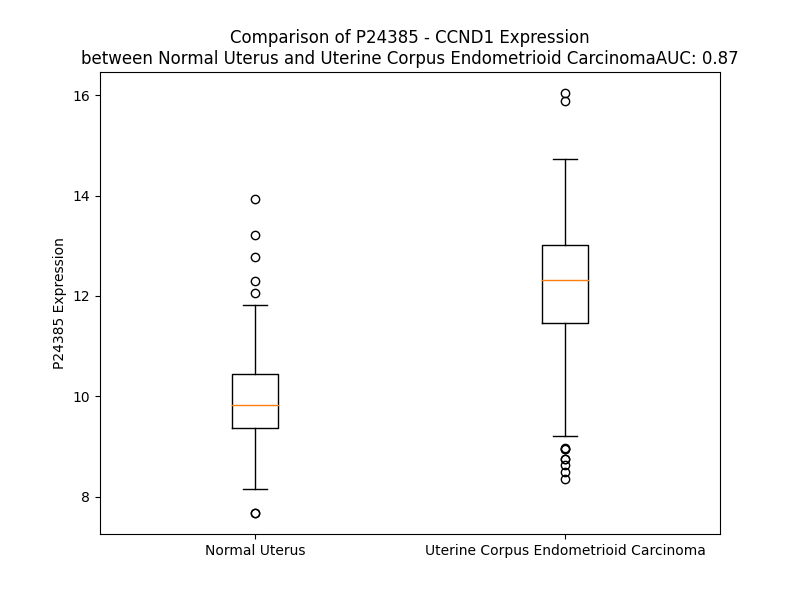 Comparison of P24385 - CCND1 Expression
between Normal Uterus and Uterine Corpus Endometrioid CarcinomaAUC: 0.87
16
14
12
10
8
P24385 Expression
Normal Uterus
Uterine Corpus Endometrioid Carcinoma